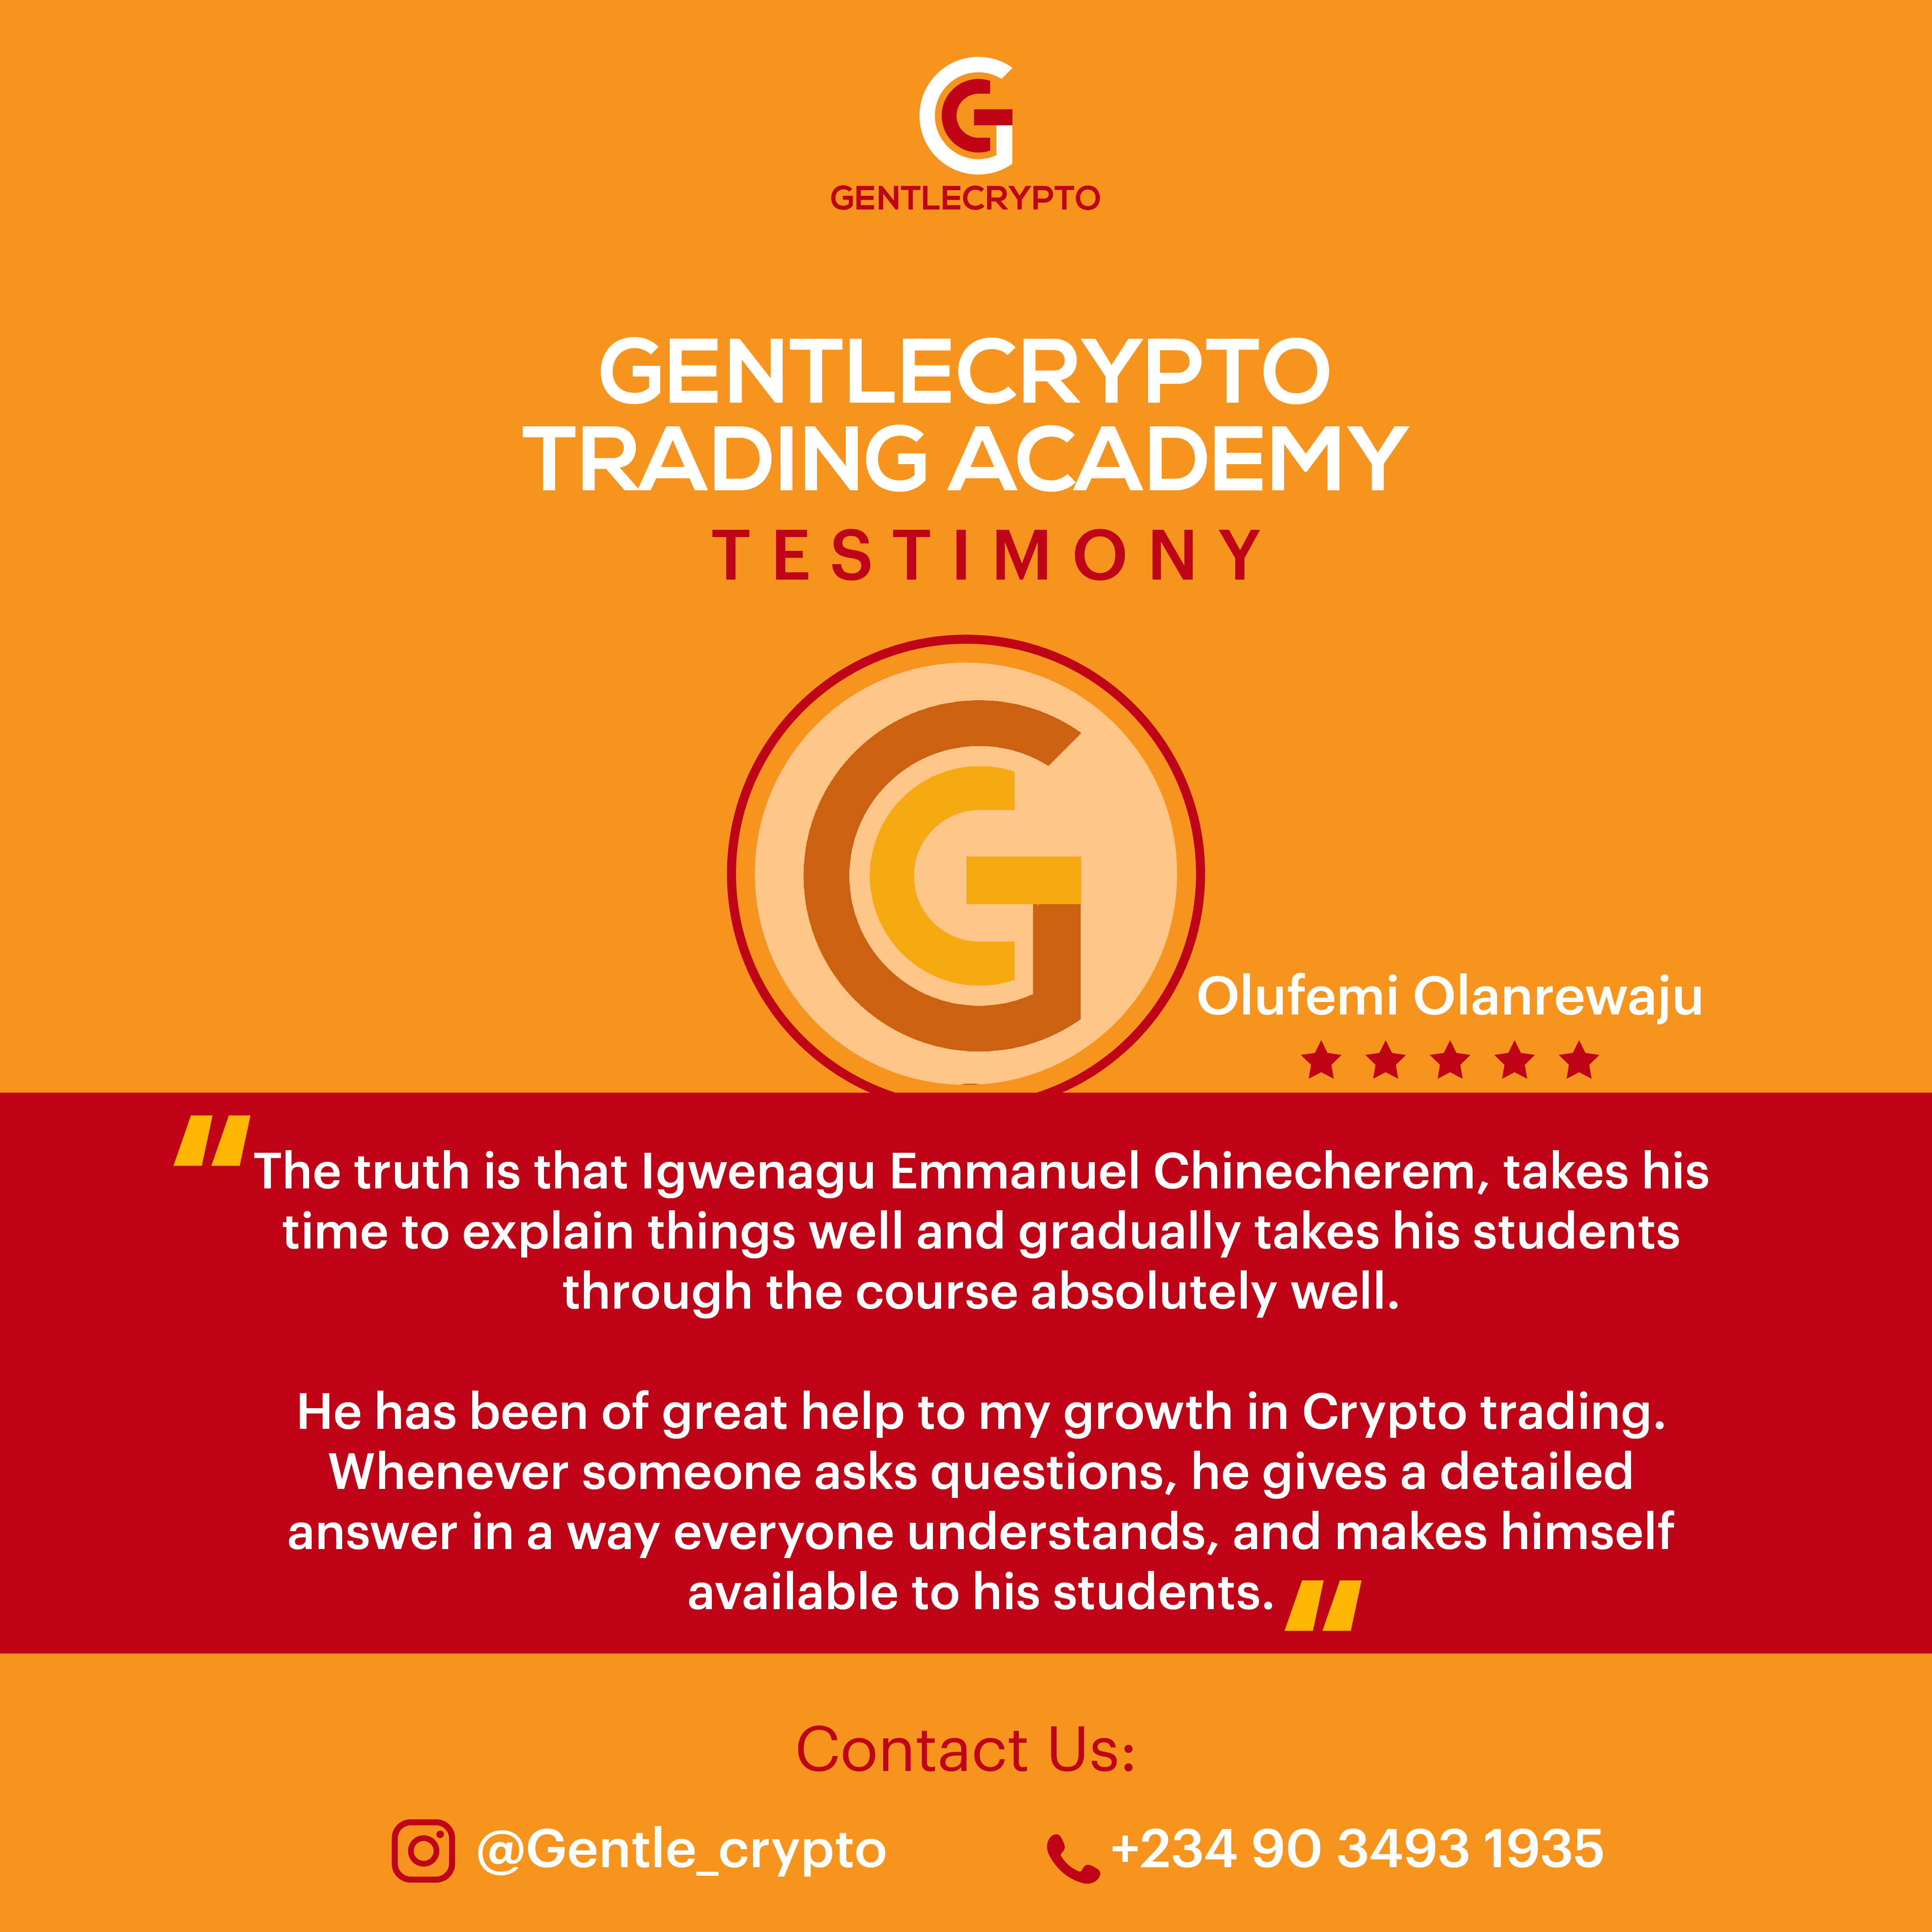 GENTLECRYPTO
GENTLECRYPTO
TRADING ACADEMY
TESTIMONY
Olufemi Olanrewaju
"The truth is that Igwenagu Emmanuel Chinecherem, takes his
time to explain things well and gradually takes his students
through the course absolutely well.
He has been of great help to my growth in Crypto trading.
Whenever someone asks questions, he gives a detailed
answer in a way everyone understands, and makes himself
available to his students."
Contact Us:
@Gentle_crypto
+234 90 3493 1935